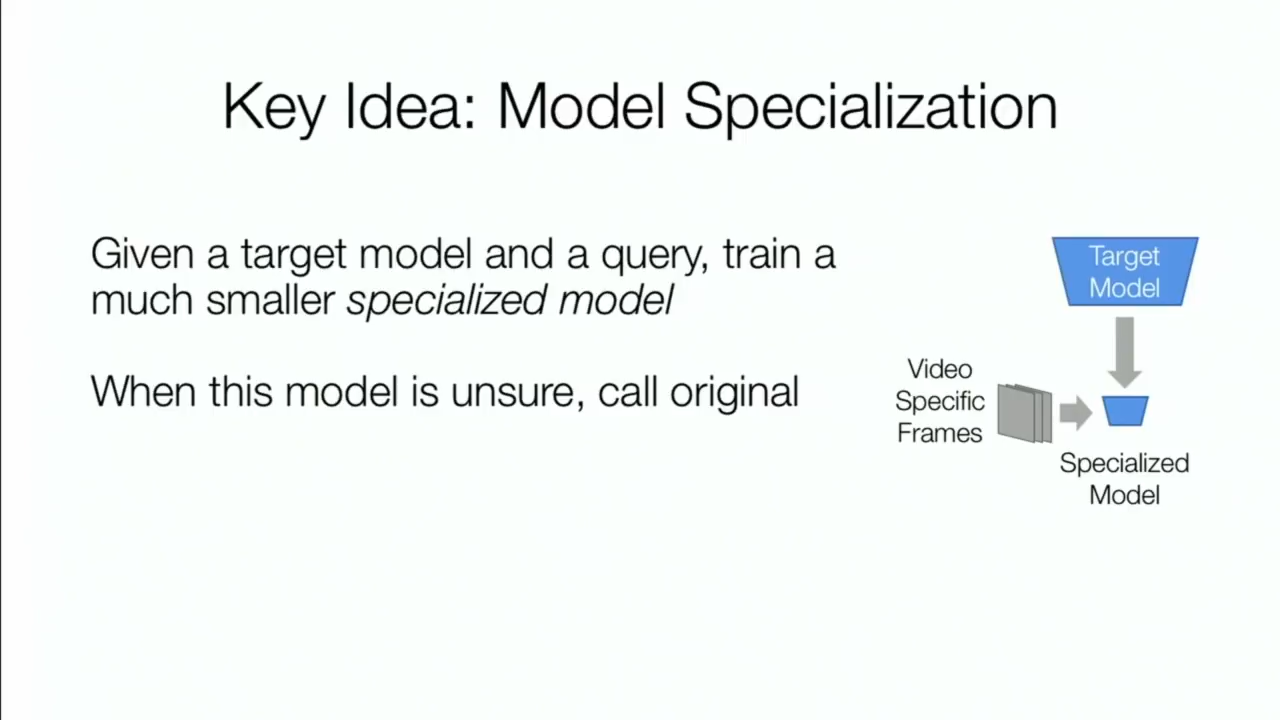 Key Idea: Model Specialization
Given a target model and a query, train a
much smaller specialized model
When this model is unsure, call original
Target
Model
Video
Specific
Frames
Specialized
Model